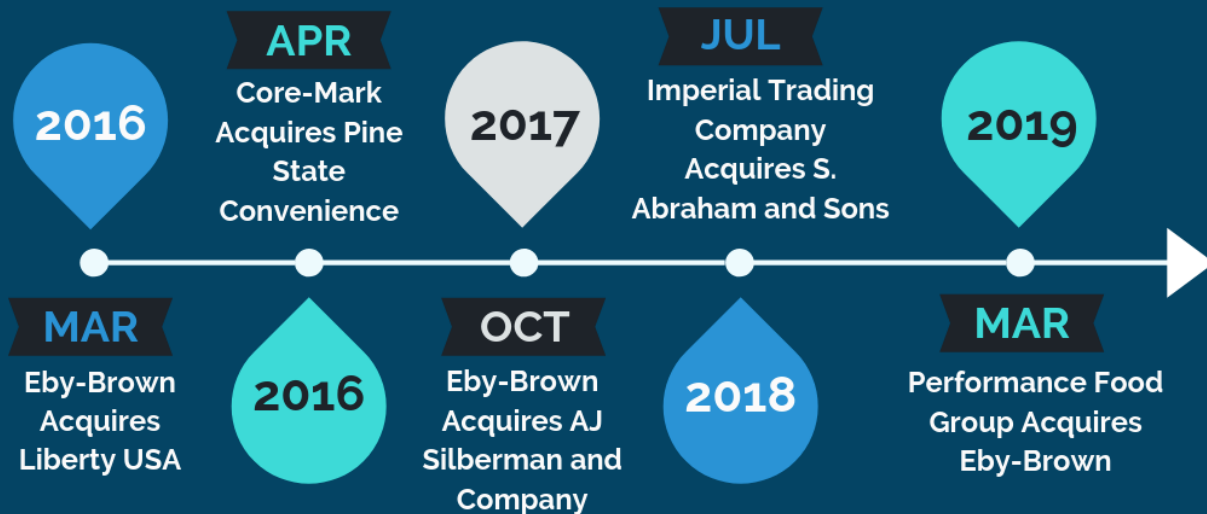 2016
MAR
Eby-Brown
Acquires
Liberty USA
APR
Core-Mark
Acquires Pine
State
Convenience
2016
2017
OCT
Eby-Brown
Acquires AJ
Silberman and
Company
JUL
Imperial Trading
Company
Acquires S.
Abraham and Sons
2018
2019
MAR
Performance Food
Group Acquires
Eby-Brown